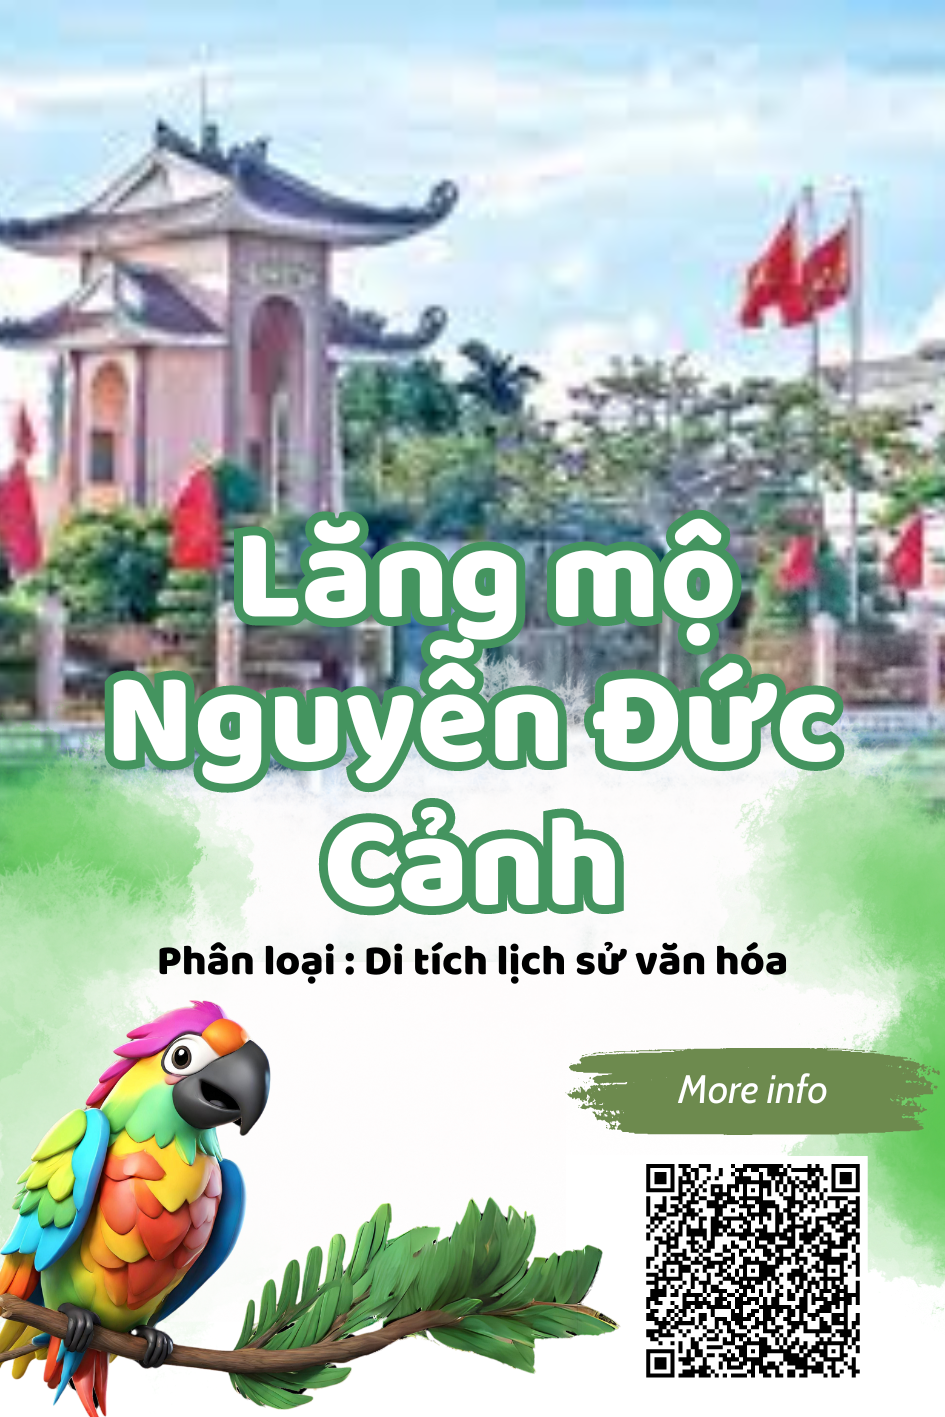 Lăng mộ
Nguyễn Đức
Cảnh
Phân loại : Di tích lịch sử văn hóa
More info